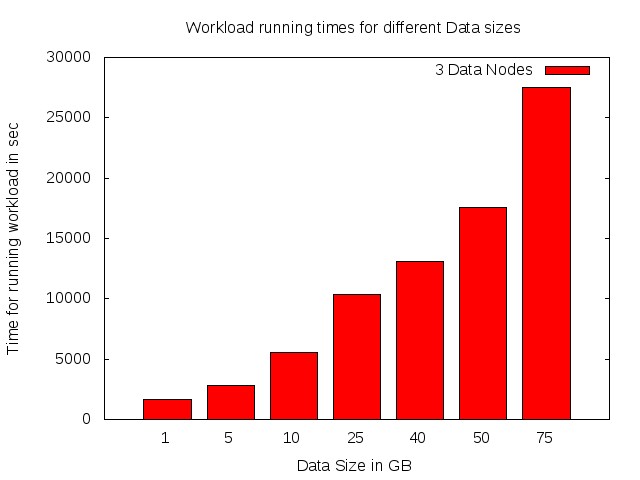 Workload running times for different Data sizes
3 Data Nodes
30000
25000
20000
15000
10000
5000
0
Time for running workload in sec
1 5 10 25 40 50 75
Data Size in GB